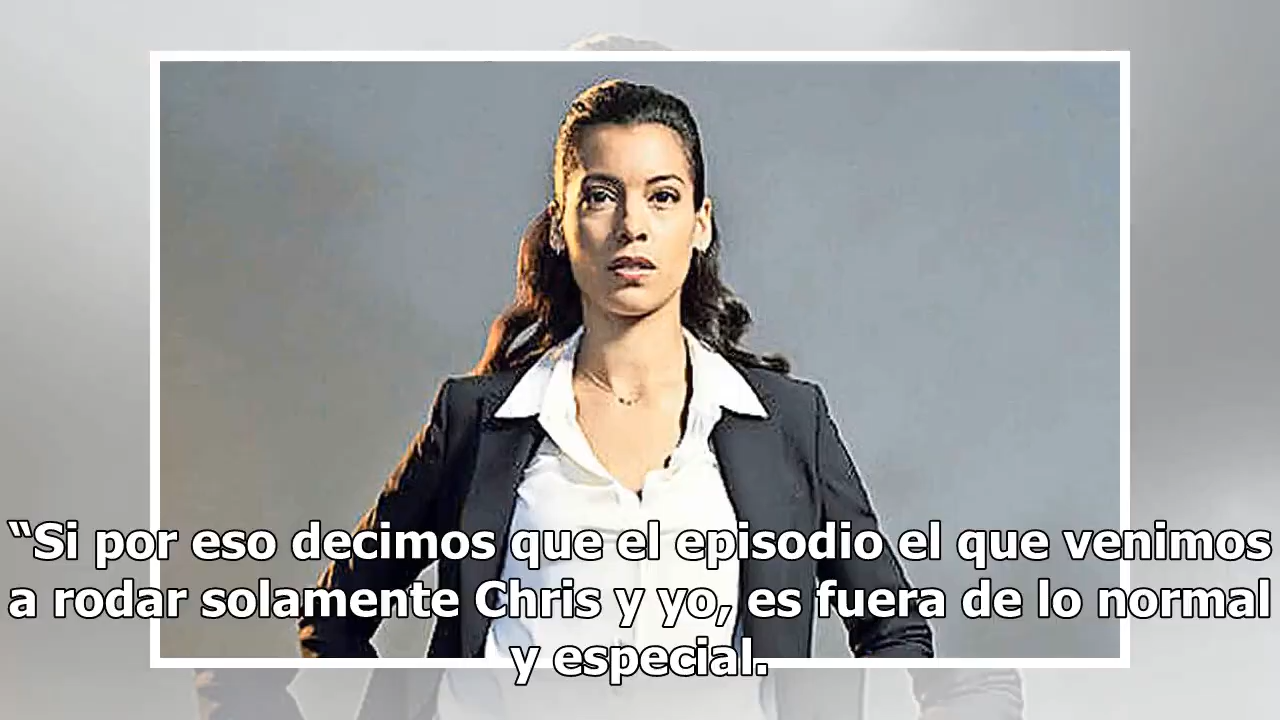 “Si por eso decimos que el episodio el que venimos
a rodar solamente Chris y yo, es fuera de lo normal
y especial.